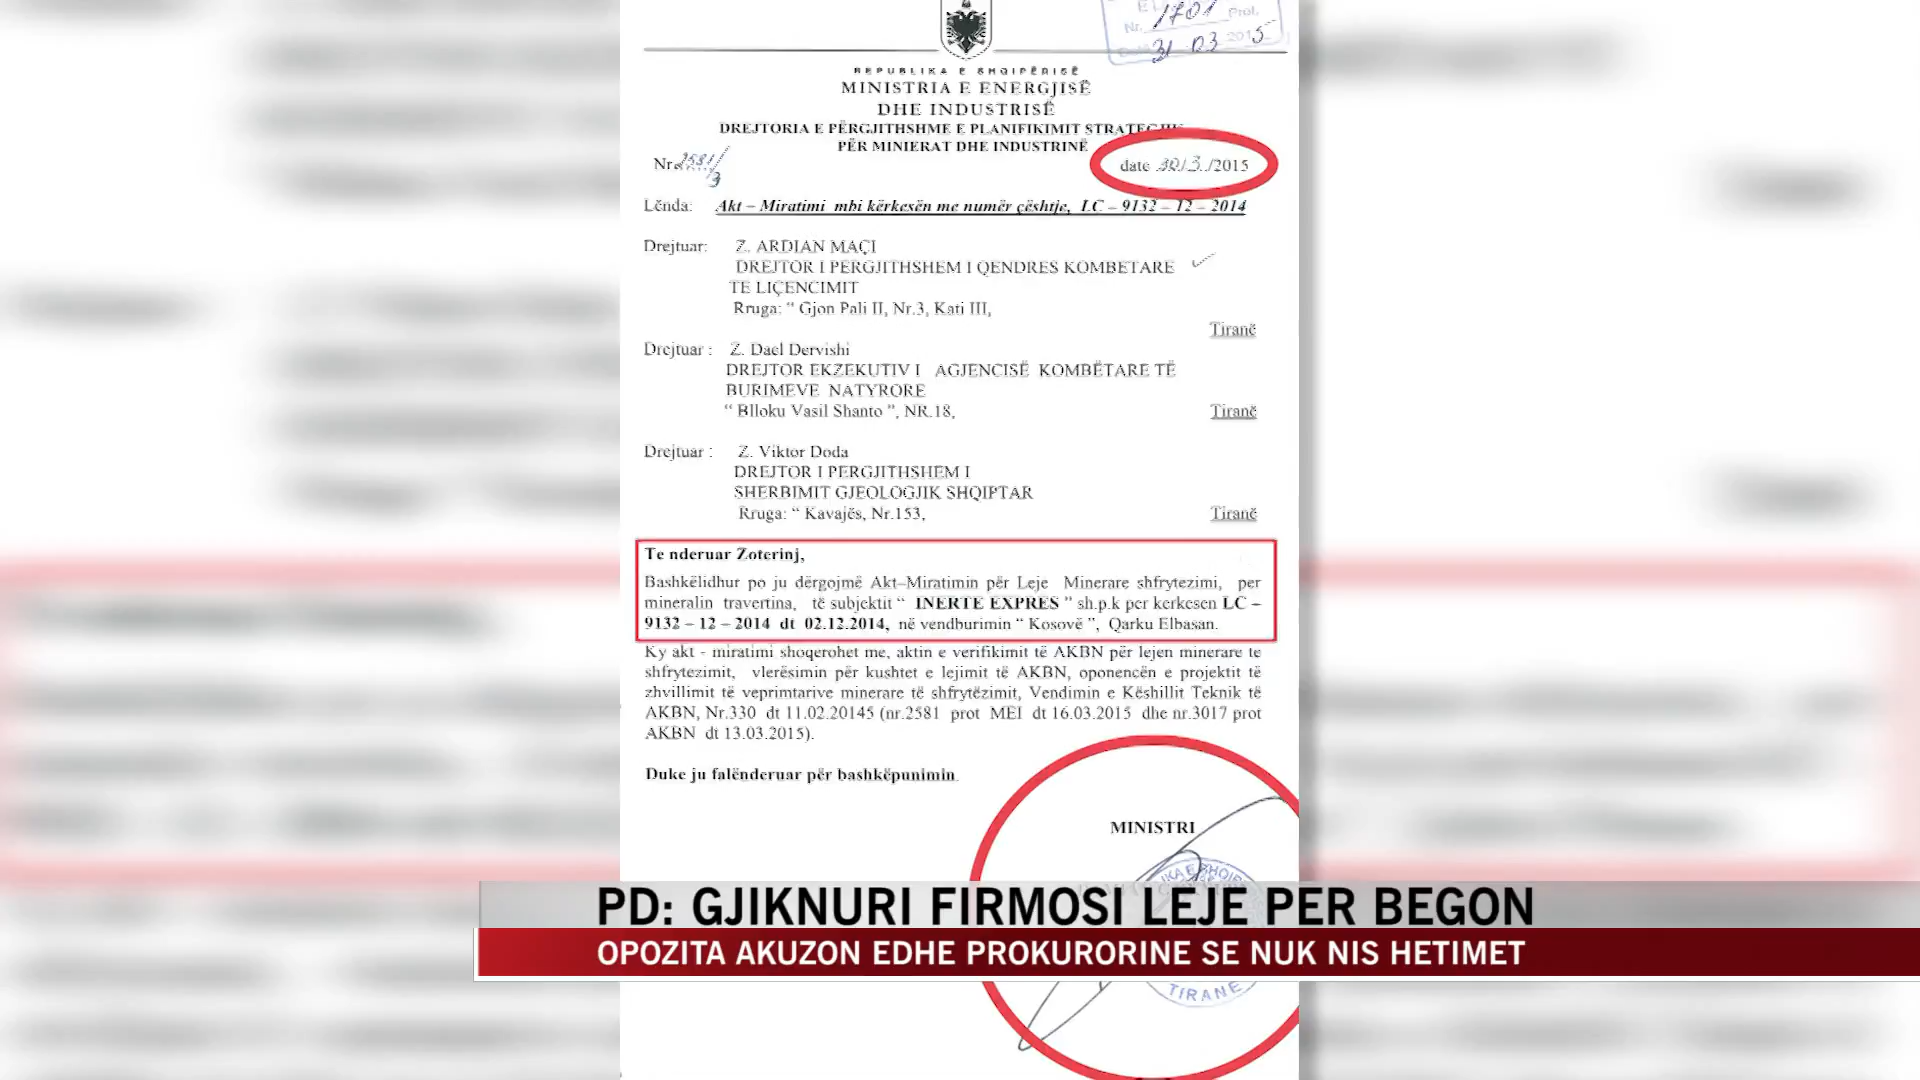 Nr. 1701 Prot.
31 03 2015
REPUBLIKA E SHQIPËRISË
MINISTRIA E ENERGJISË
DHE INDUSTRISË
DREJTORIA E PËRGJITHSHME E PLANIFIKIMIT STRATEGJIK
PËR MINIERAT DHE INDUSTRINË
Nr. 2581/3 date 30/3/2015
Lënda: Akt – Miratimi mbi kërkesën me numër çështje, LC – 9132 – 12 – 2014
Drejtuar: Z. ARDIAN MAÇI
DREJTOR I PERGJITHSHEM I QENDRES KOMBETARE
TE LIÇENCIMIT
Rruga: “ Gjon Pali II, Nr.3, Kati III,
Tiranë
Drejtuar : Z. Dael Dervishi
DREJTOR EKZEKUTIV I AGJENCISË KOMBËTARE TË
BURIMEVE NATYRORE
“ Blloku Vasil Shanto ”, NR.18, Tiranë
Drejtuar : Z. Viktor Doda
DREJTOR I PERGJITHSHEM I
SHERBIMIT GJEOLOGJIK SHQIPTAR
Rruga: “ Kavajës, Nr.153, Tiranë
Te nderuar Zoterinj,
Bashkëlidhur po ju dërgojmë Akt–Miratimin për Leje Minerare shfrytezimi, per
mineralin travertina, të subjektit “ INERTE EXPRES ” sh.p.k per kerkesen LC –
9132 – 12 – 2014 dt 02.12.2014, në vendburimin “ Kosovë ”, Qarku Elbasan.
Ky akt - miratimi shoqerohet me, aktin e verifikimit të AKBN për lejen minerare te
shfrytezimit, vlerësimin për kushtet e lejimit të AKBN, oponencën e projektit të
zhvillimit të veprimtarive minerare të shfrytëzimit, Vendimin e Këshillit Teknik të
AKBN, Nr.330 dt 11.02.20145 (nr.2581 prot MEI dt 16.03.2015 dhe nr.3017 prot
AKBN dt 13.03.2015).
Duke ju falënderuar për bashkëpunimin
MINISTRI
PD: GJIKNURI FIRMOSI LEJE PER BEGON
OPOZITA AKUZON EDHE PROKURORINE SE NUK NIS HETIMET
TIRANË